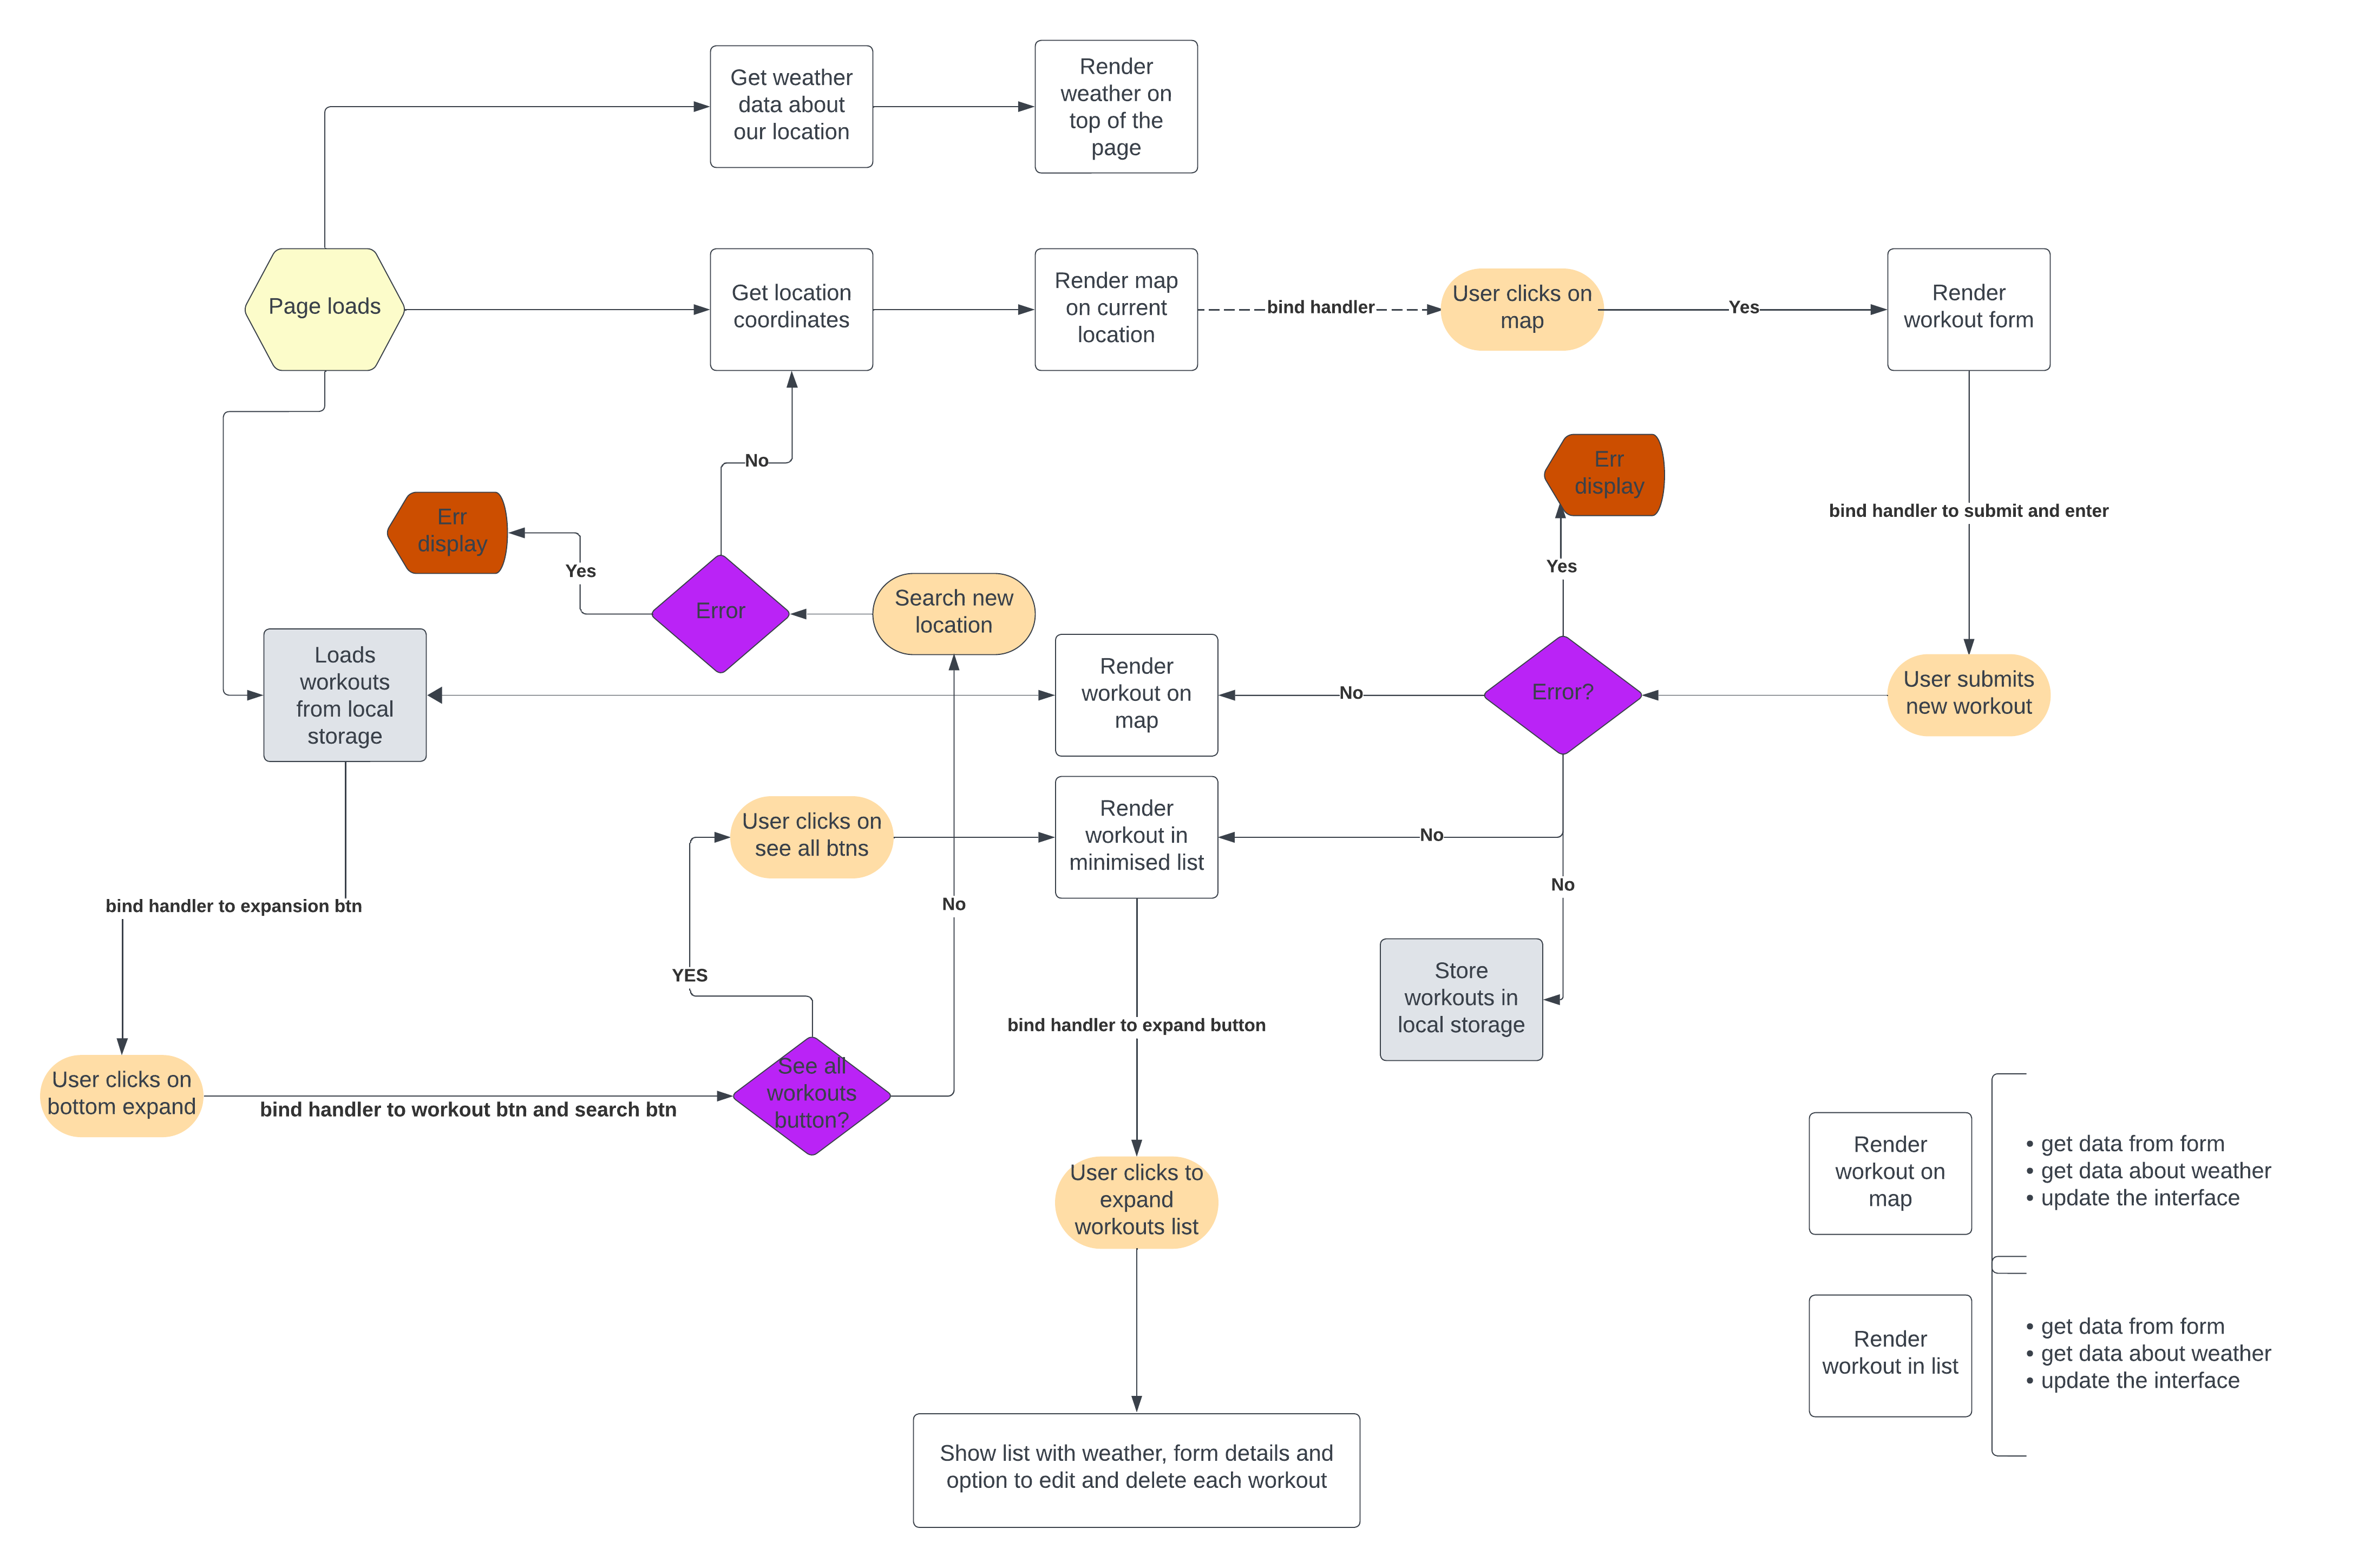 Get weather
data about
our location
Render
weather on
top of the
page
Page loads
Get location
coordinates
Render map
on current
location
bind handler
User clicks on
map
Yes
Render
workout form
No
Err
display
Yes
Error
Search new
location
Err
display
Yes
bind handler to submit and enter
Loads
workouts
from local
storage
Render
workout on
map
No
Error?
User submits
new workout
User clicks on
see all btns
Render
workout in
minimised list
No
No
bind handler to expansion btn
No
YES
Store
workouts in
local storage
bind handler to expand button
User clicks on
bottom expand
bind handler to workout btn and search btn
See all
workouts
button?
User clicks to
expand
workouts list
Render
workout on
map
• get data from form
• get data about weather
• update the interface
Render
workout in list
• get data from form
• get data about weather
• update the interface
Show list with weather, form details and
option to edit and delete each workout